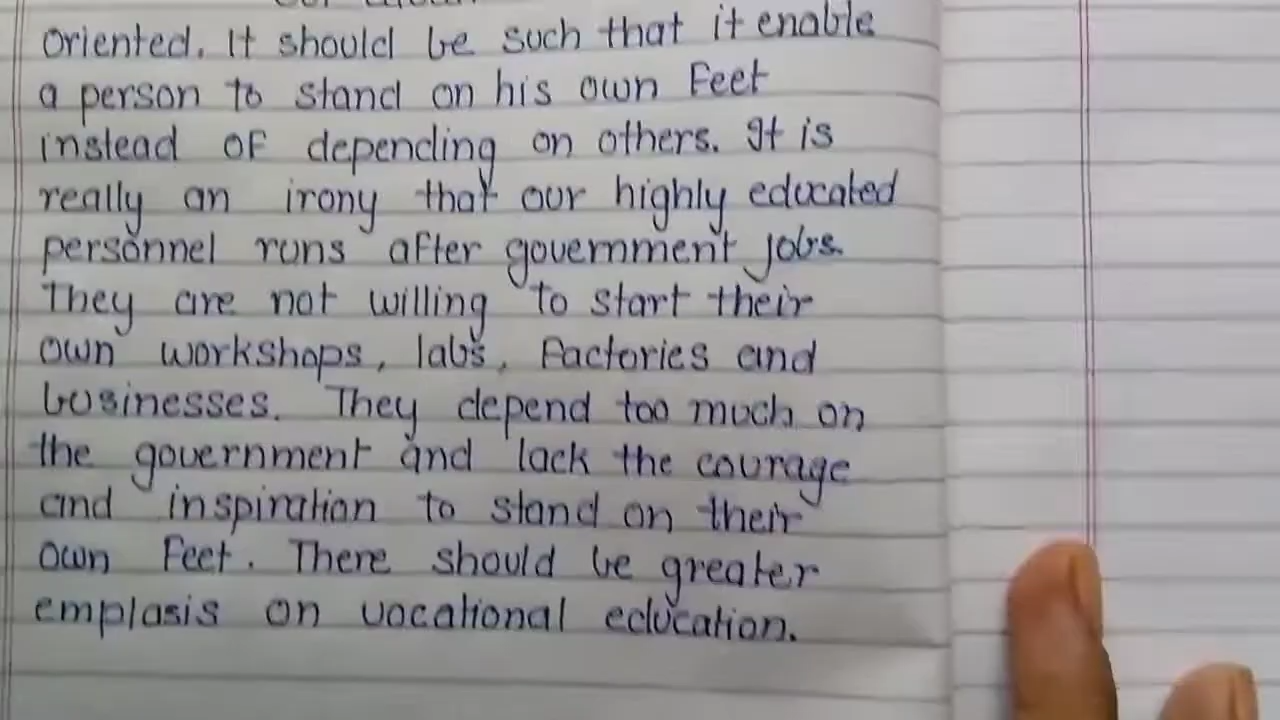 oriented. It should be such that it enable
a person to stand on his own Feet
instead of depending on others. It is
really an irony that our highly educated
personnel runs after government jobs.
They are not willing to start their
own workshops, labs, Factories and
businesses. They depend too much on
the government and lack the courage
and inspiration to stand on their
own Feet. There should be greater
emplasis on vocational education.